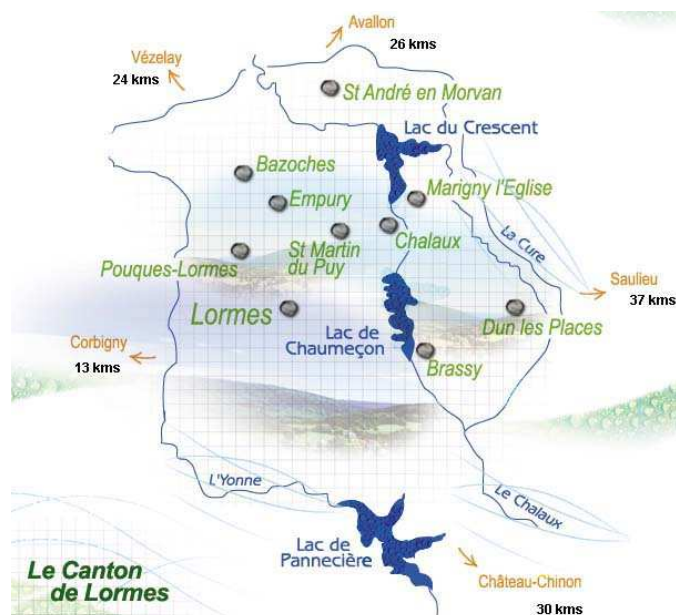 Avallon
26 kms
Vézelay
24 kms
St André en Morvan
Lac du Crescent
Bazoches
Marigny l'Eglise
Empury
La Cure
St Martin
du Puy
Chalaux
Pouques-Lormes
Saulieu
37 kms
Lormes
Dun les Places
Lac de
Chaumeçon
Corbigny
13 kms
Brassy
L'Yonne
Le Chalaux
Lac de
Pannecière
Château-Chinon
30 kms
Le Canton
de Lormes